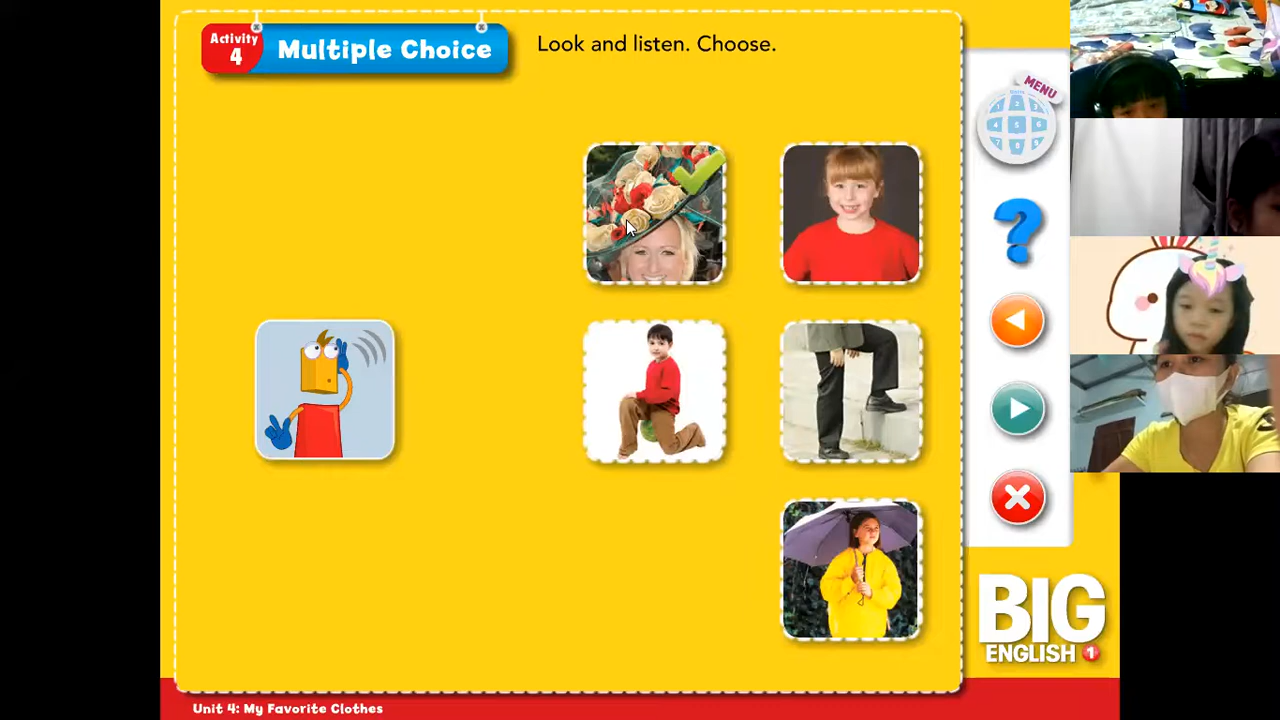 Activity
4
Multiple Choice
Look and listen. Choose.
MENU
BIG
ENGLISH 1
Unit 4: My Favorite Clothes